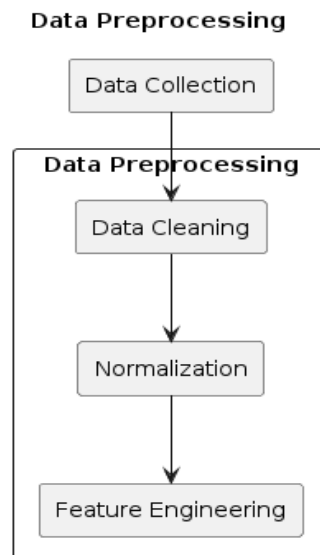 Data Preprocessing
Data Collection
Data Preprocessing
Data Cleaning
Normalization
Feature Engineering